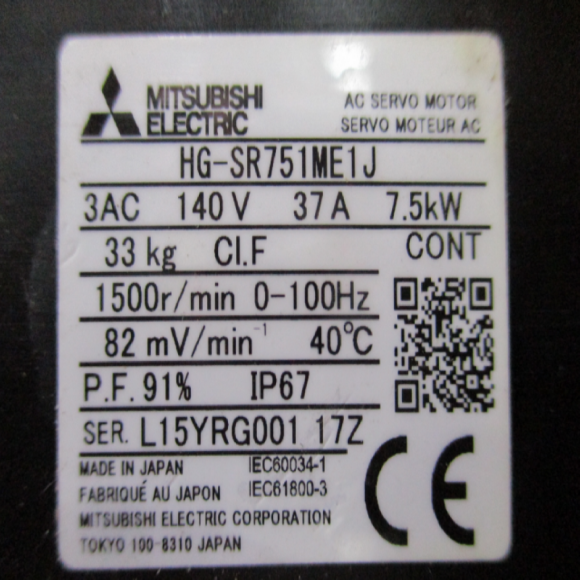 MITSUBISHI
ELECTRIC
AC SERVO MOTOR
SERVO MOTEUR AC
HG-SR751ME1J
3AC 140V 37A 7.5kW
33 kg CI.F CONT
1500r/min 0-100Hz
82 mV/min⁻¹ 40℃
P.F. 91% IP67
SER. L15YRG001 17Z
MADE IN JAPAN IEC60034-1
FABRIQUÉ AU JAPON IEC61800-3
MITSUBISHI ELECTRIC CORPORATION
TOKYO 100-8310 JAPAN
CE